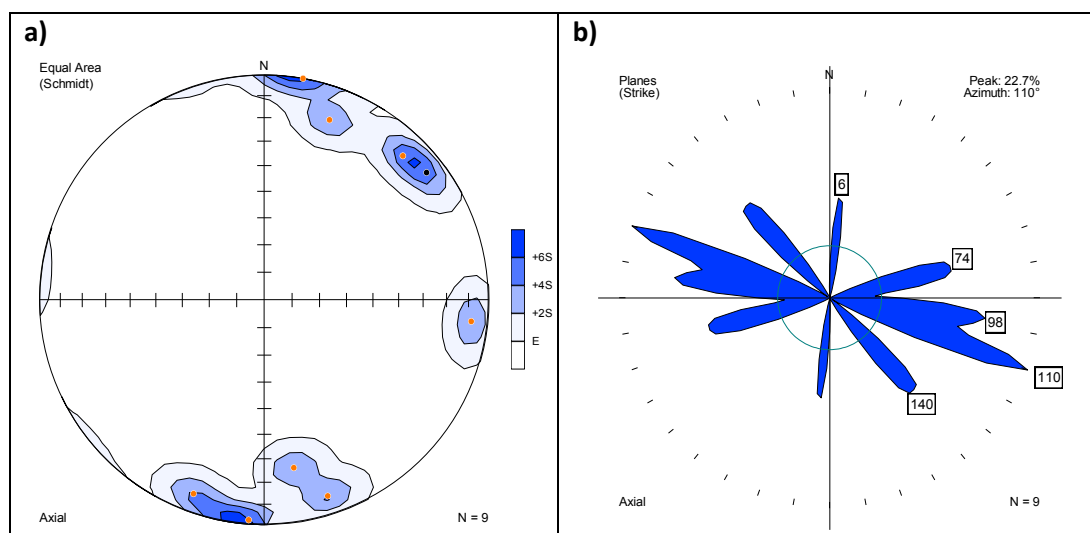 a)
Equal Area
(Schmidt)
N
+6S
+4S
+2S
E
Axial
N = 9
b)
Planes
(Strike)
N
Peak: 22.7%
Azimuth: 110°
6
74
98
110
140
Axial
N = 9